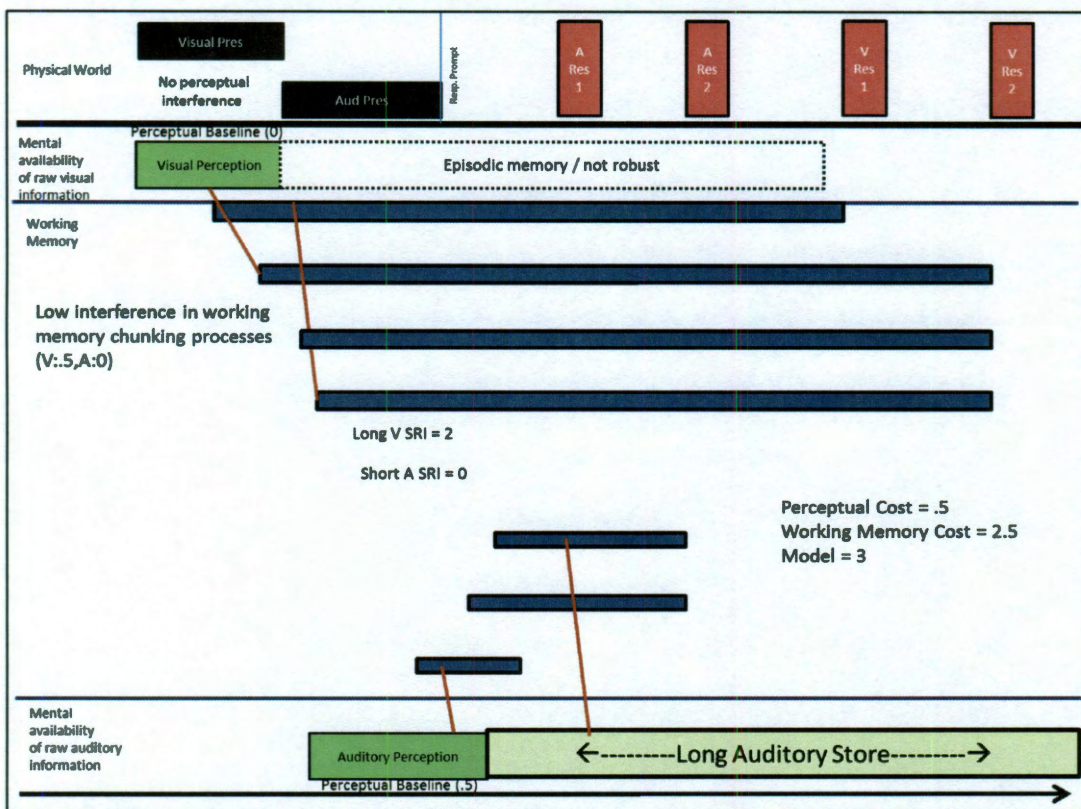 Visual Pres
A
Res
1
A
Res
2
V
Res
1
V
Res
2
Physical World
No perceptual
interference
Resp. Prompt
Aud Pres
Perceptual Baseline (0)
Mental
availability
of raw visual
information
Visual Perception
Episodic memory / not robust
Working
Memory
Low interference in working
memory chunking processes
(V:.5,A:0)
Long V SRI = 2
Short A SRI = 0
Perceptual Cost = .5
Working Memory Cost = 2.5
Model = 3
Mental
availability
of raw auditory
information
Auditory Perception
←-------Long Auditory Store-------→
Perceptual Baseline (.5)